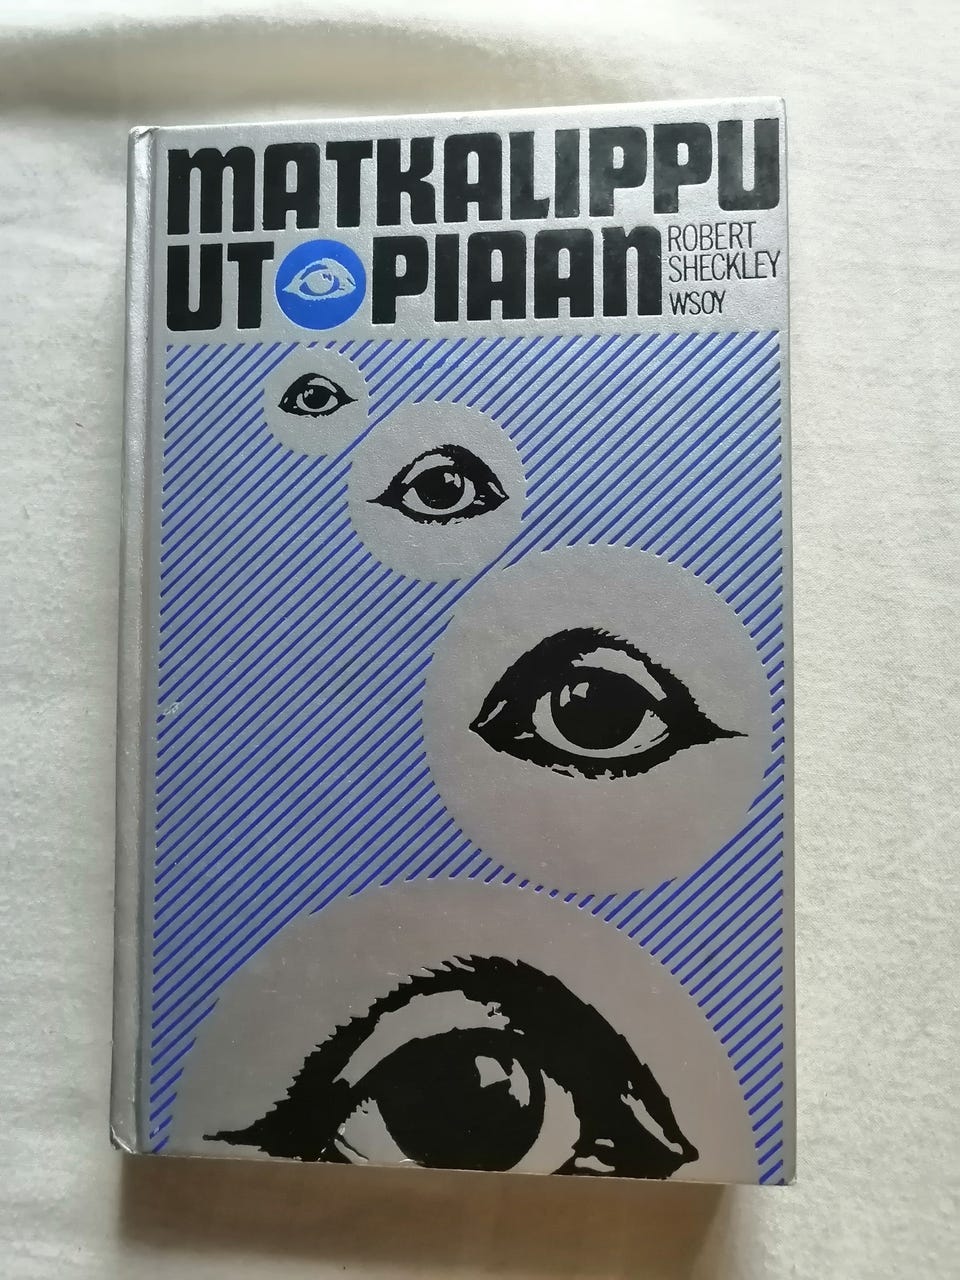 MATKALIPPU
UTOPIAAN
ROBERT
SHECKLEY
WSOY